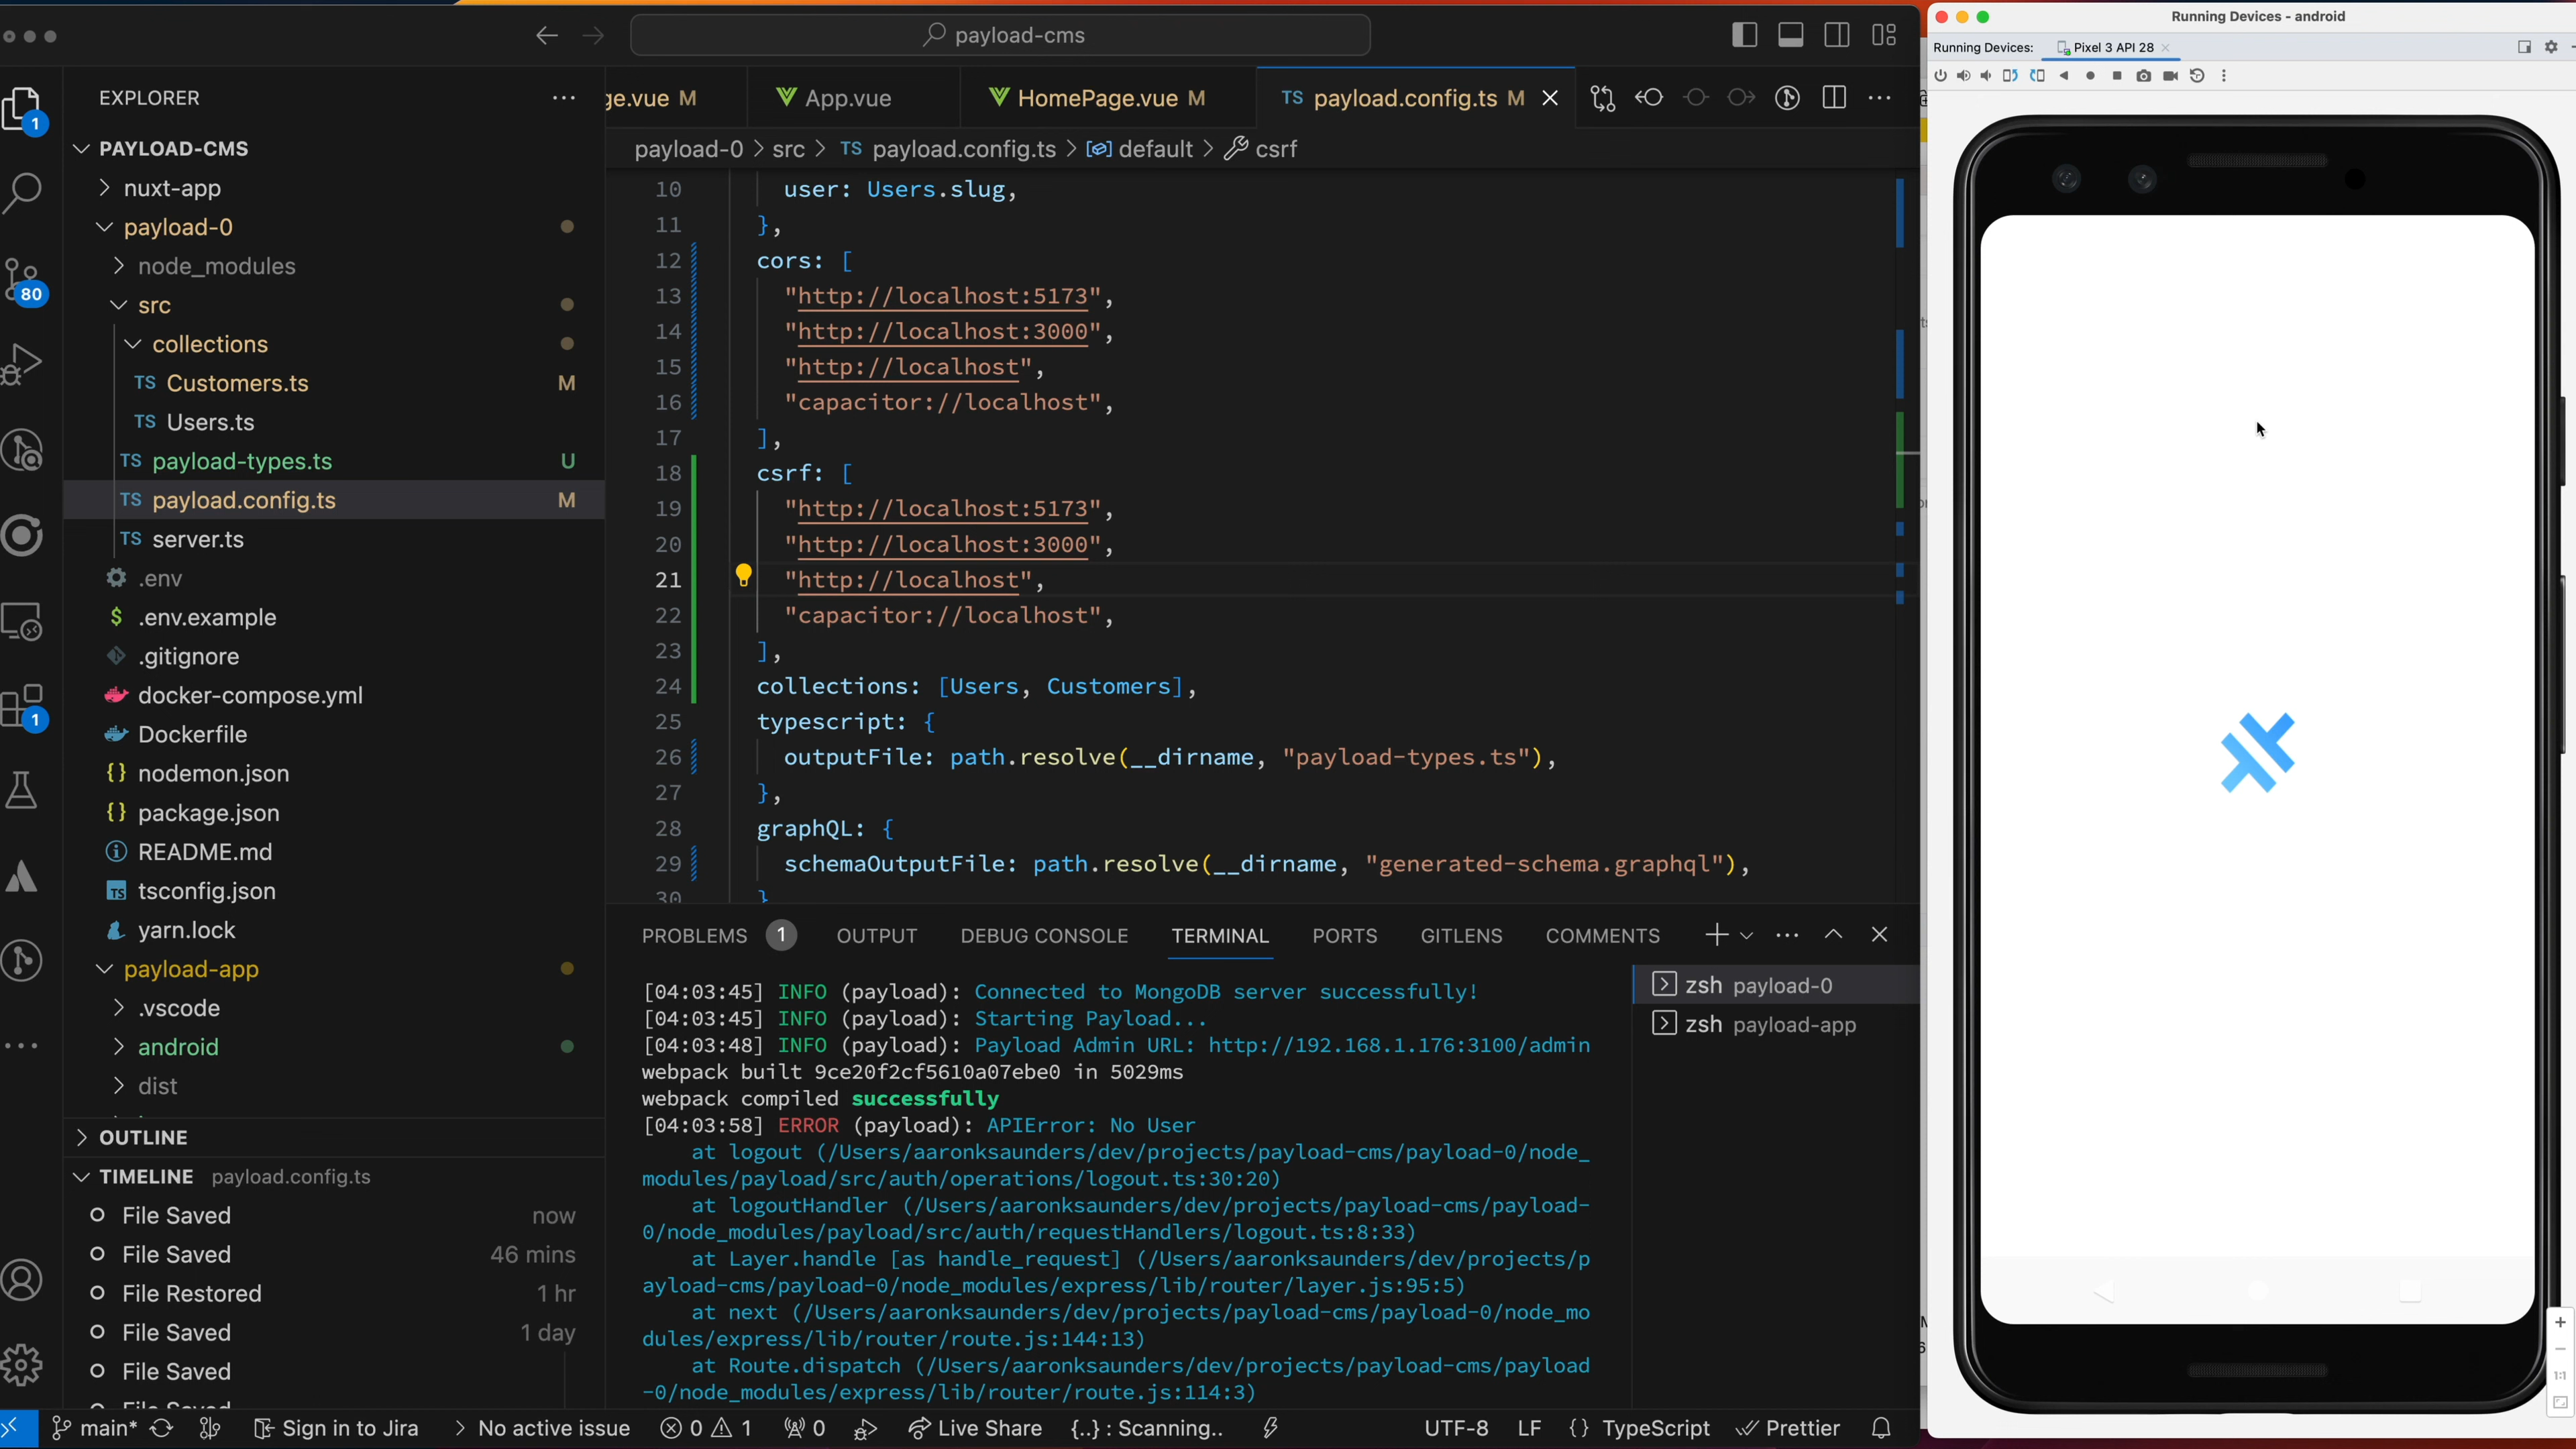 payload-cms
EXPLORER
PAYLOAD-CMS
nuxt-app
payload-0
node_modules
src
collections
TS Customers.ts M
TS Users.ts
TS payload-types.ts U
TS payload.config.ts M
TS server.ts
.env
$ .env.example
.gitignore
docker-compose.yml
Dockerfile
{} nodemon.json
{} package.json
README.md
TS tsconfig.json
yarn.lock
payload-app
.vscode
android
dist
OUTLINE
TIMELINE payload.config.ts
File Saved now
File Saved 46 mins
File Restored 1 hr
File Saved 1 day
File Saved
1
80
1
ge.vue M
App.vue
HomePage.vue M
TS payload.config.ts M
payload-0 > src > TS payload.config.ts > default > csrf
10 user: Users.slug,
11 },
12 cors: [
13 "http://localhost:5173",
14 "http://localhost:3000",
15 "http://localhost",
16 "capacitor://localhost",
17 ],
18 csrf: [
19 "http://localhost:5173",
20 "http://localhost:3000",
21 "http://localhost",
22 "capacitor://localhost",
23 ],
24 collections: [Users, Customers],
25 typescript: {
26 outputFile: path.resolve(__dirname, "payload-types.ts"),
27 },
28 graphQL: {
29 schemaOutputFile: path.resolve(__dirname, "generated-schema.graphql"),
30 }
PROBLEMS 1 OUTPUT DEBUG CONSOLE TERMINAL PORTS GITLENS COMMENTS
[04:03:45] INFO (payload): Connected to MongoDB server successfully!
[04:03:45] INFO (payload): Starting Payload...
[04:03:48] INFO (payload): Payload Admin URL: http://192.168.1.176:3100/admin
webpack built 9ce20f2cf5610a07ebe0 in 5029ms
webpack compiled successfully
[04:03:58] ERROR (payload): APIError: No User
at logout (/Users/aaronksaunders/dev/projects/payload-cms/payload-0/node_
modules/payload/src/auth/operations/logout.ts:30:20)
at logoutHandler (/Users/aaronksaunders/dev/projects/payload-cms/payload-
0/node_modules/payload/src/auth/requestHandlers/logout.ts:8:33)
at Layer.handle [as handle_request] (/Users/aaronksaunders/dev/projects/p
ayload-cms/payload-0/node_modules/express/lib/router/layer.js:95:5)
at next (/Users/aaronksaunders/dev/projects/payload-cms/payload-0/node_mo
dules/express/lib/router/route.js:144:13)
at Route.dispatch (/Users/aaronksaunders/dev/projects/payload-cms/payload
-0/node_modules/express/lib/router/route.js:114:3)
zsh payload-0
zsh payload-app
main* Sign in to Jira > No active issue 0 1 0 Live Share {..} : Scanning.. UTF-8 LF {} TypeScript Prettier
Running Devices - android
Running Devices: Pixel 3 API 28
1:1